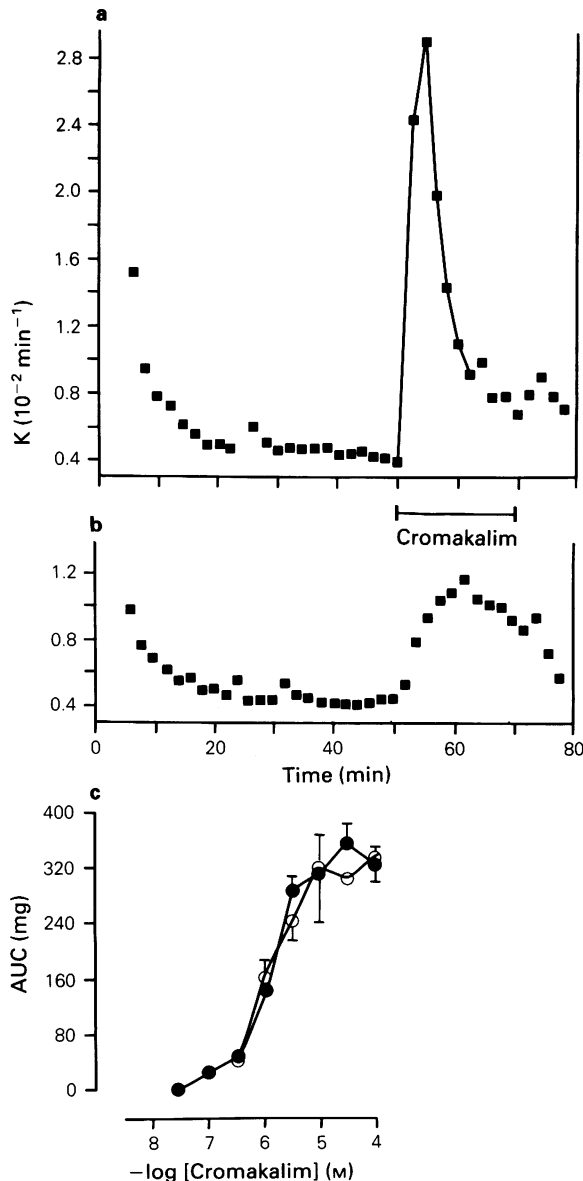 a
2.8
2.4
2.0
1.6
1.2
0.8
0.4
K (10⁻² min⁻¹)
Cromakalim
b
1.2
0.8
0.4
0 20 40 60 80
Time (min)
c
400
320
240
160
80
0
AUC (mg)
8 7 6 5 4
−log [Cromakalim] (M)